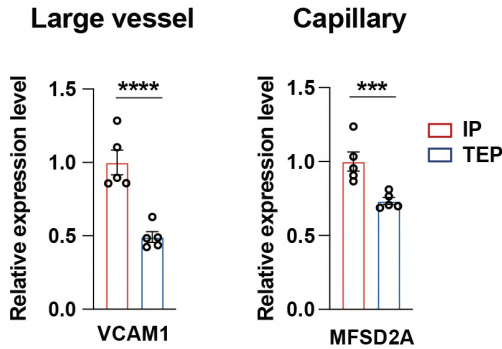 Large vessel
Capillary
Relative expression level
1.5
1.0
0.5
0.0
****
VCAM1
Relative expression level
1.5
1.0
0.5
0.0
***
MFSD2A
IP
TEP